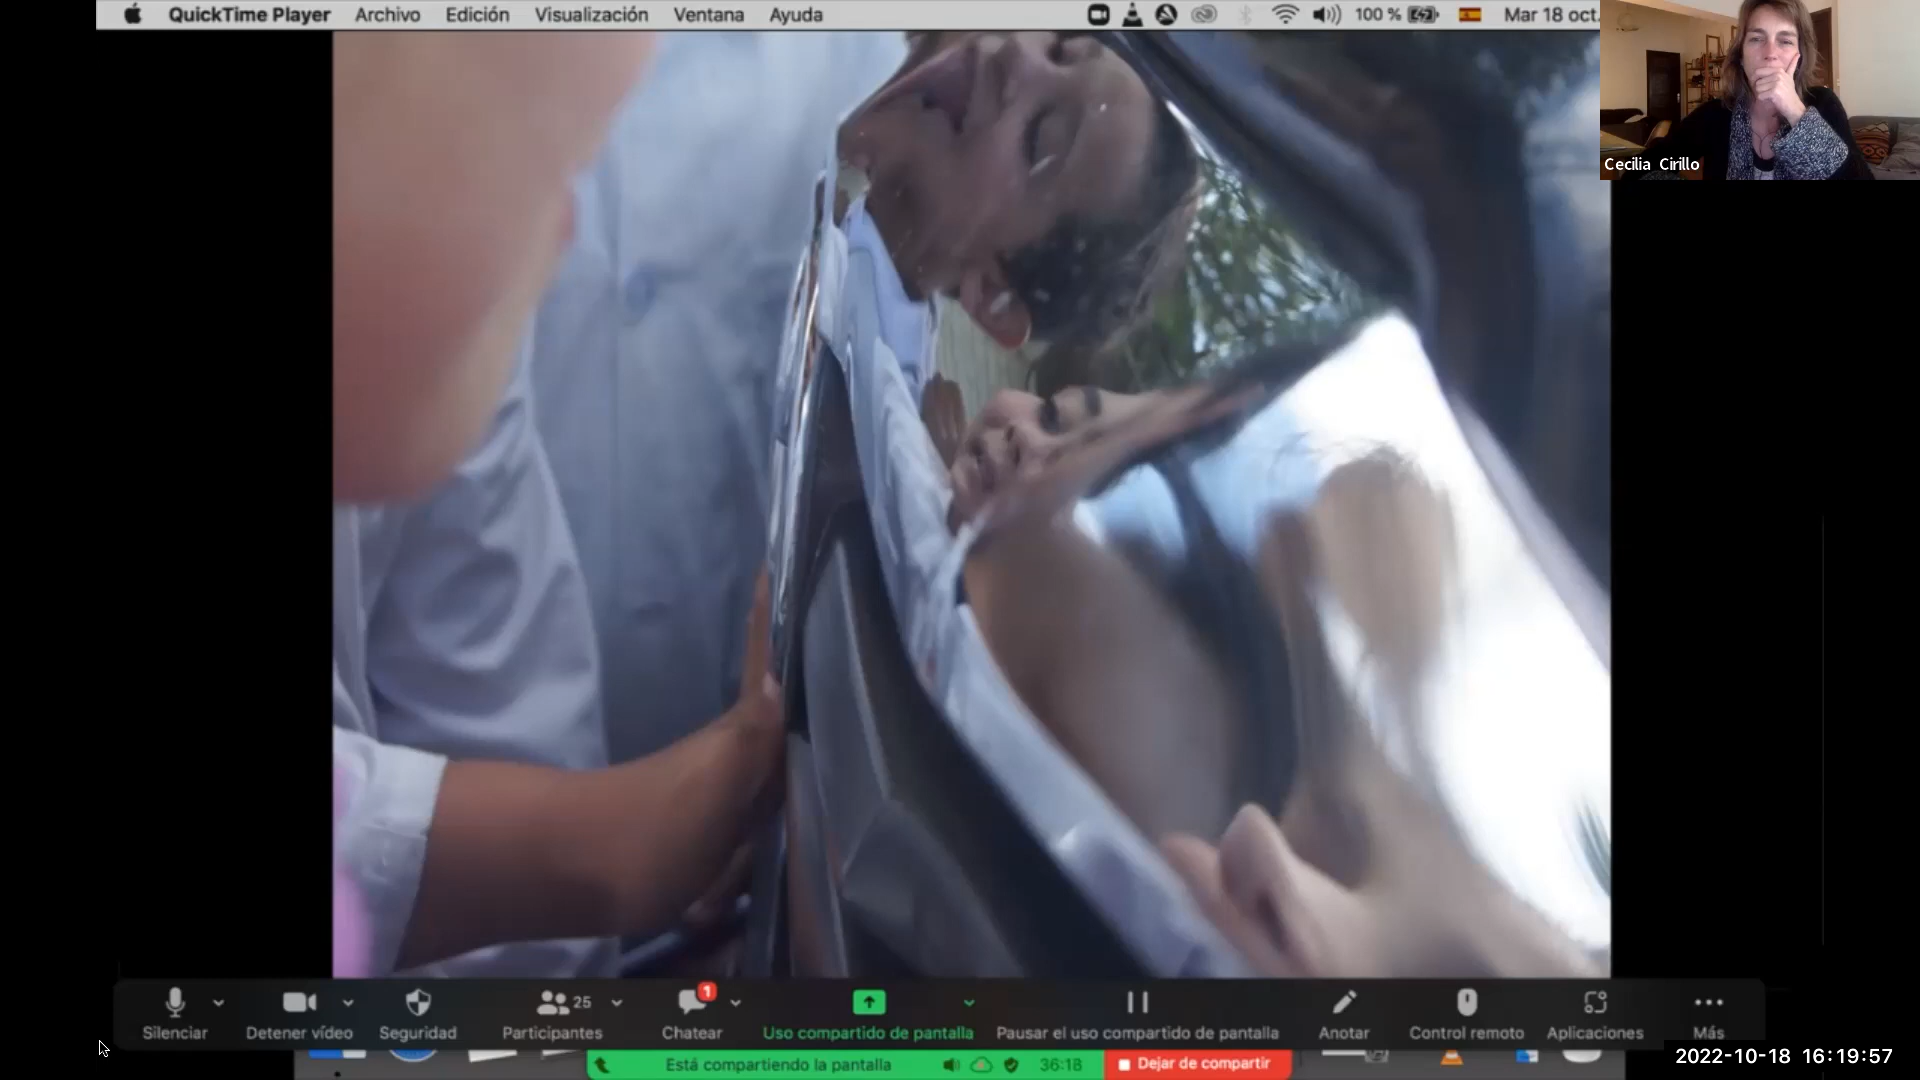 QuickTime Player Archivo Edición Visualización Ventana Ayuda 100 % Mar 18 oct.
Cecilia Cirillo
25 1
Silenciar Detener vídeo Seguridad Participantes Chatear Uso compartido de pantalla Pausar el uso compartido de pantalla Anotar Control remoto Aplicaciones Más
Está compartiendo la pantalla 36:18 Dejar de compartir
2022-10-18 16:19:57